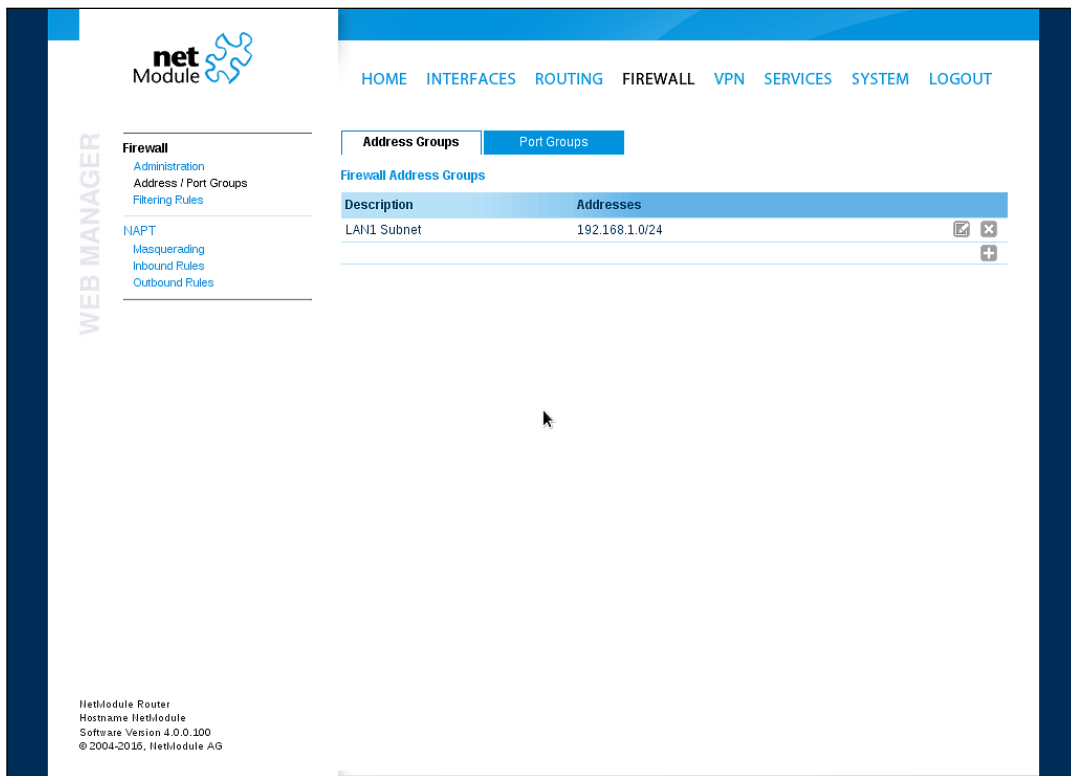 net
Module
HOME INTERFACES ROUTING FIREWALL VPN SERVICES SYSTEM LOGOUT
WEB MANAGER
Firewall
Administration
Address / Port Groups
Filtering Rules
NAPT
Masquerading
Inbound Rules
Outbound Rules
Address Groups Port Groups
Firewall Address Groups
Description Addresses
LAN1 Subnet 192.168.1.0/24
NetModule Router
Hostname NetModule
Software Version 4.0.0.100
© 2004-2016, NetModule AG